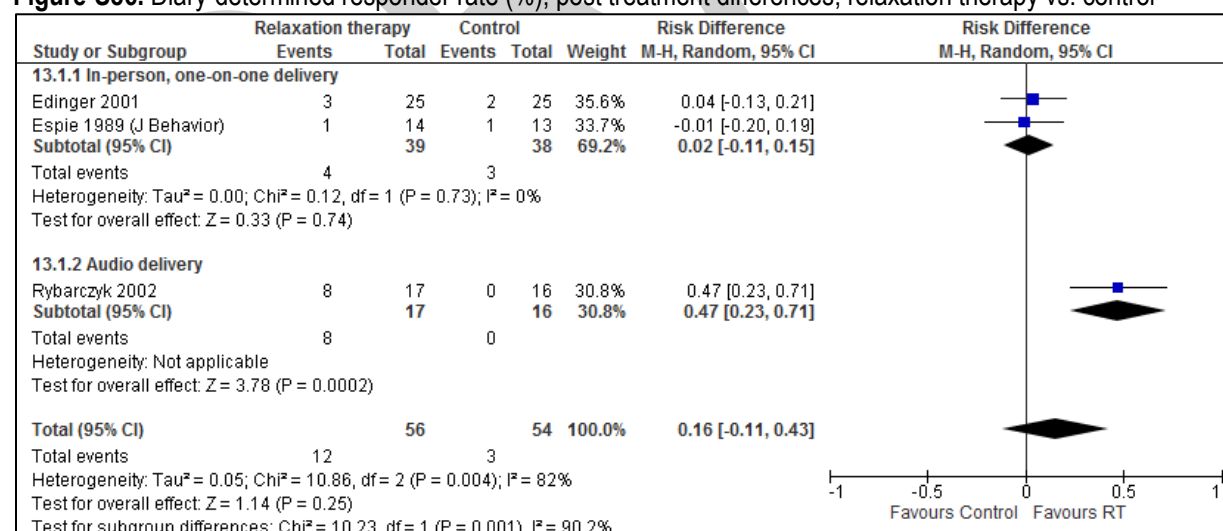 Figure S36. Diary-determined responder rate (%), post treatment differences, relaxation therapy vs. control
Relaxation therapy Control Risk Difference Risk Difference
Study or Subgroup Events Total Events Total Weight M-H, Random, 95% CI M-H, Random, 95% CI
13.1.1 In-person, one-on-one delivery
Edinger 2001 3 25 2 25 35.6% 0.04 [-0.13, 0.21]
Espie 1989 (J Behavior) 1 14 1 13 33.7% -0.01 [-0.20, 0.19]
Subtotal (95% CI) 39 38 69.2% 0.02 [-0.11, 0.15]
Total events 4 3
Heterogeneity: Tau² = 0.00; Chi² = 0.12, df = 1 (P = 0.73); I² = 0%
Test for overall effect: Z = 0.33 (P = 0.74)
13.1.2 Audio delivery
Rybarczyk 2002 8 17 0 16 30.8% 0.47 [0.23, 0.71]
Subtotal (95% CI) 17 16 30.8% 0.47 [0.23, 0.71]
Total events 8 0
Heterogeneity: Not applicable
Test for overall effect: Z = 3.78 (P = 0.0002)
Total (95% CI) 56 54 100.0% 0.16 [-0.11, 0.43]
Total events 12 3
Heterogeneity: Tau² = 0.05; Chi² = 10.86, df = 2 (P = 0.004); I² = 82%
Test for overall effect: Z = 1.14 (P = 0.25)
Test for subgroup differences: Chi² = 10.23, df = 1 (P = 0.001), I² = 90.2%
-1 -0.5 0 0.5 1
Favours Control Favours RT